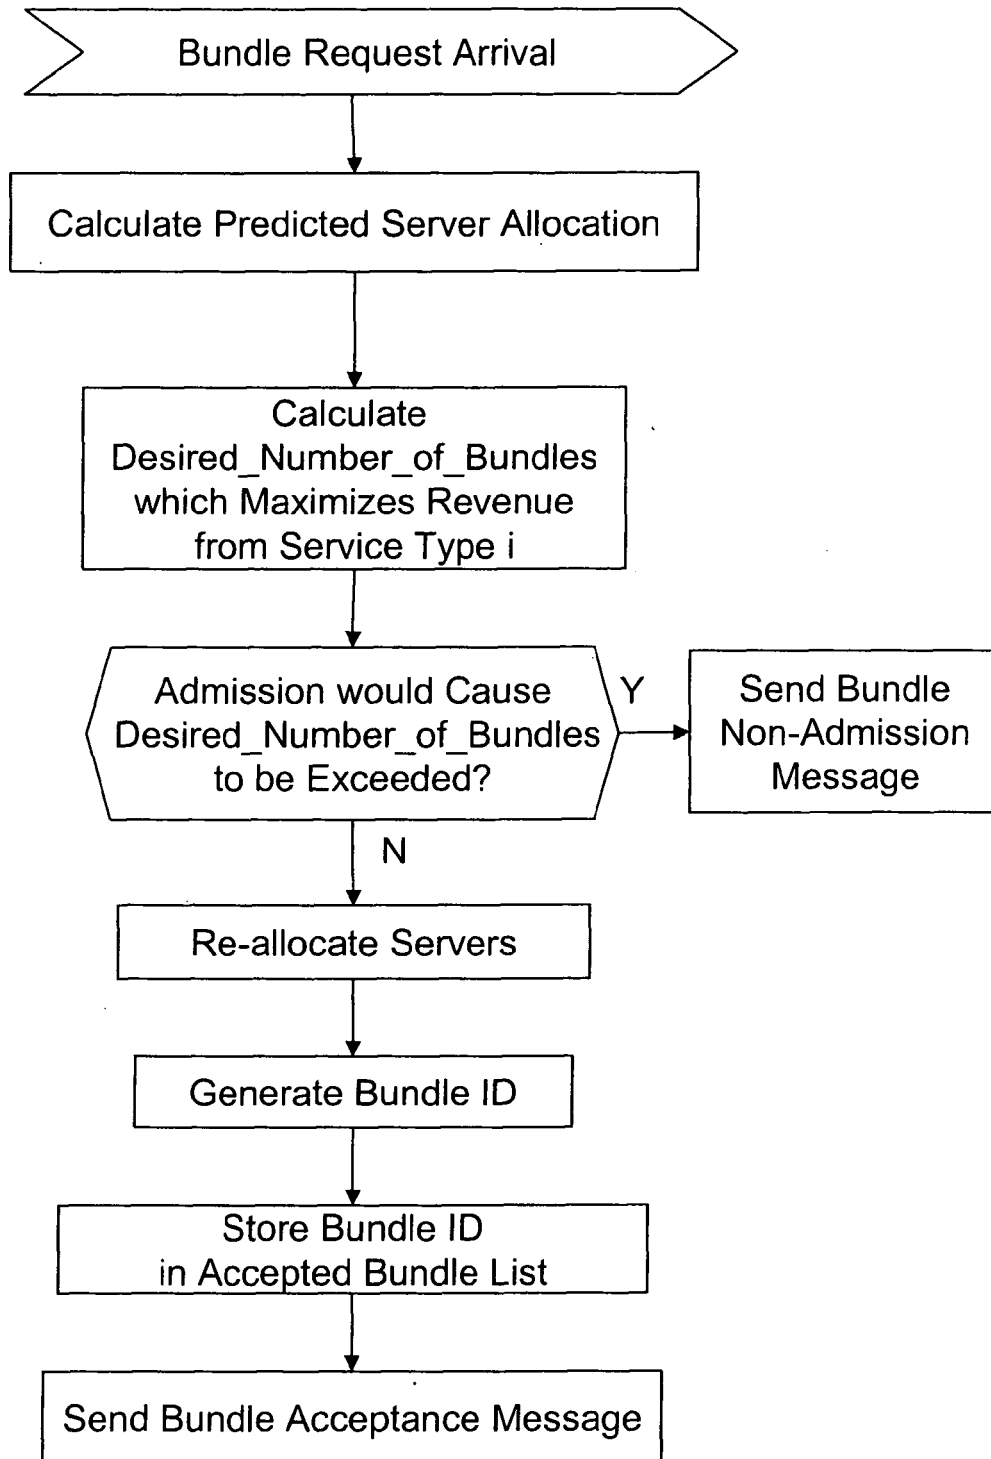 Bundle Request Arrival
Calculate Predicted Server Allocation
Calculate
Desired_Number_of_Bundles
which Maximizes Revenue
from Service Type i
Admission would Cause
Desired_Number_of_Bundles
to be Exceeded?
Y
Send Bundle
Non-Admission
Message
N
Re-allocate Servers
Generate Bundle ID
Store Bundle ID
in Accepted Bundle List
Send Bundle Acceptance Message